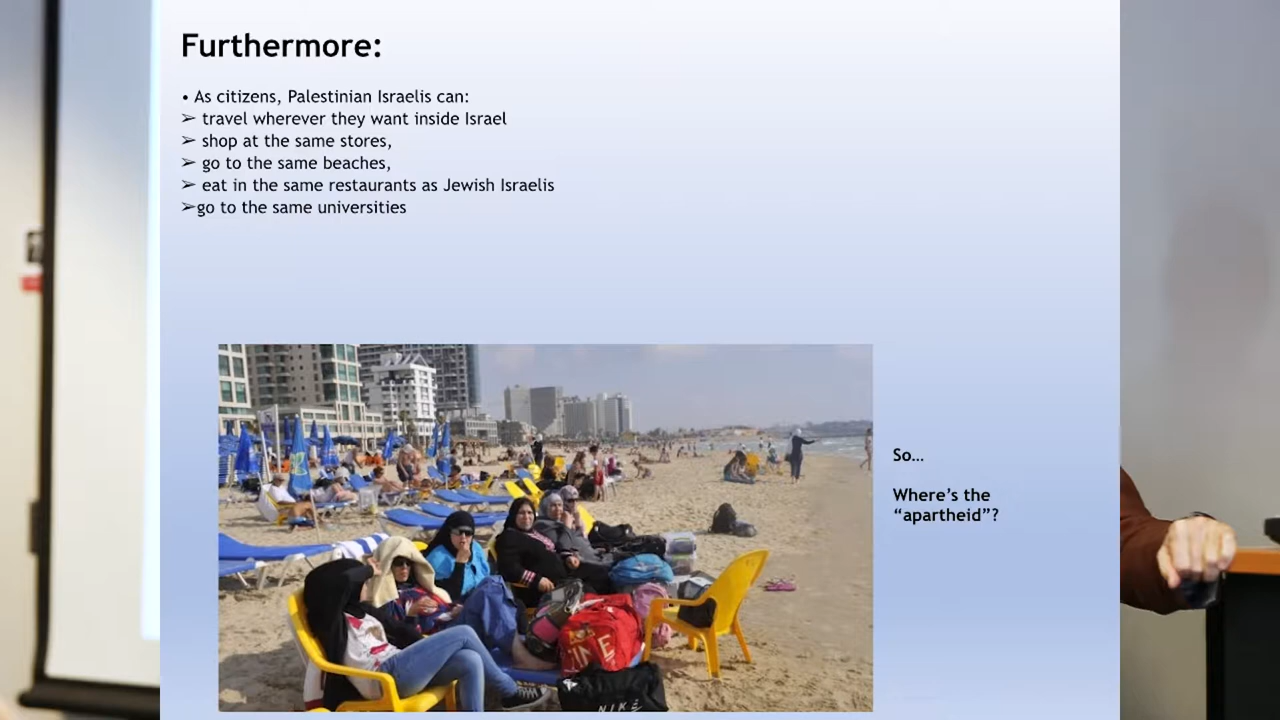 Furthermore:
• As citizens, Palestinian Israelis can:
➢ travel wherever they want inside Israel
➢ shop at the same stores,
➢ go to the same beaches,
➢ eat in the same restaurants as Jewish Israelis
➢go to the same universities
So…
Where's the
“apartheid”?
NIKE